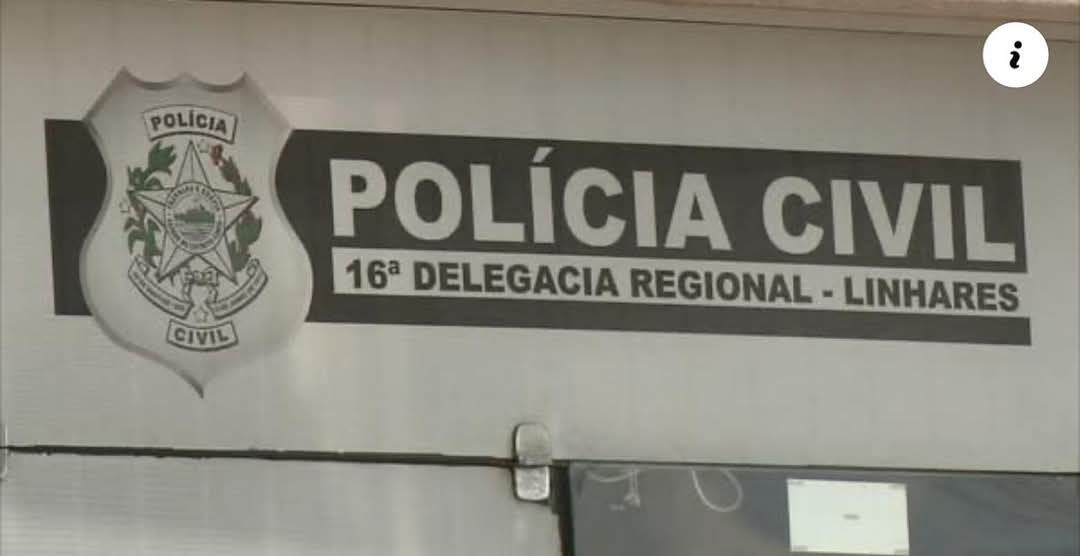 POLÍCIA
CIVIL
POLÍCIA CIVIL
16ª DELEGACIA REGIONAL - LINHARES